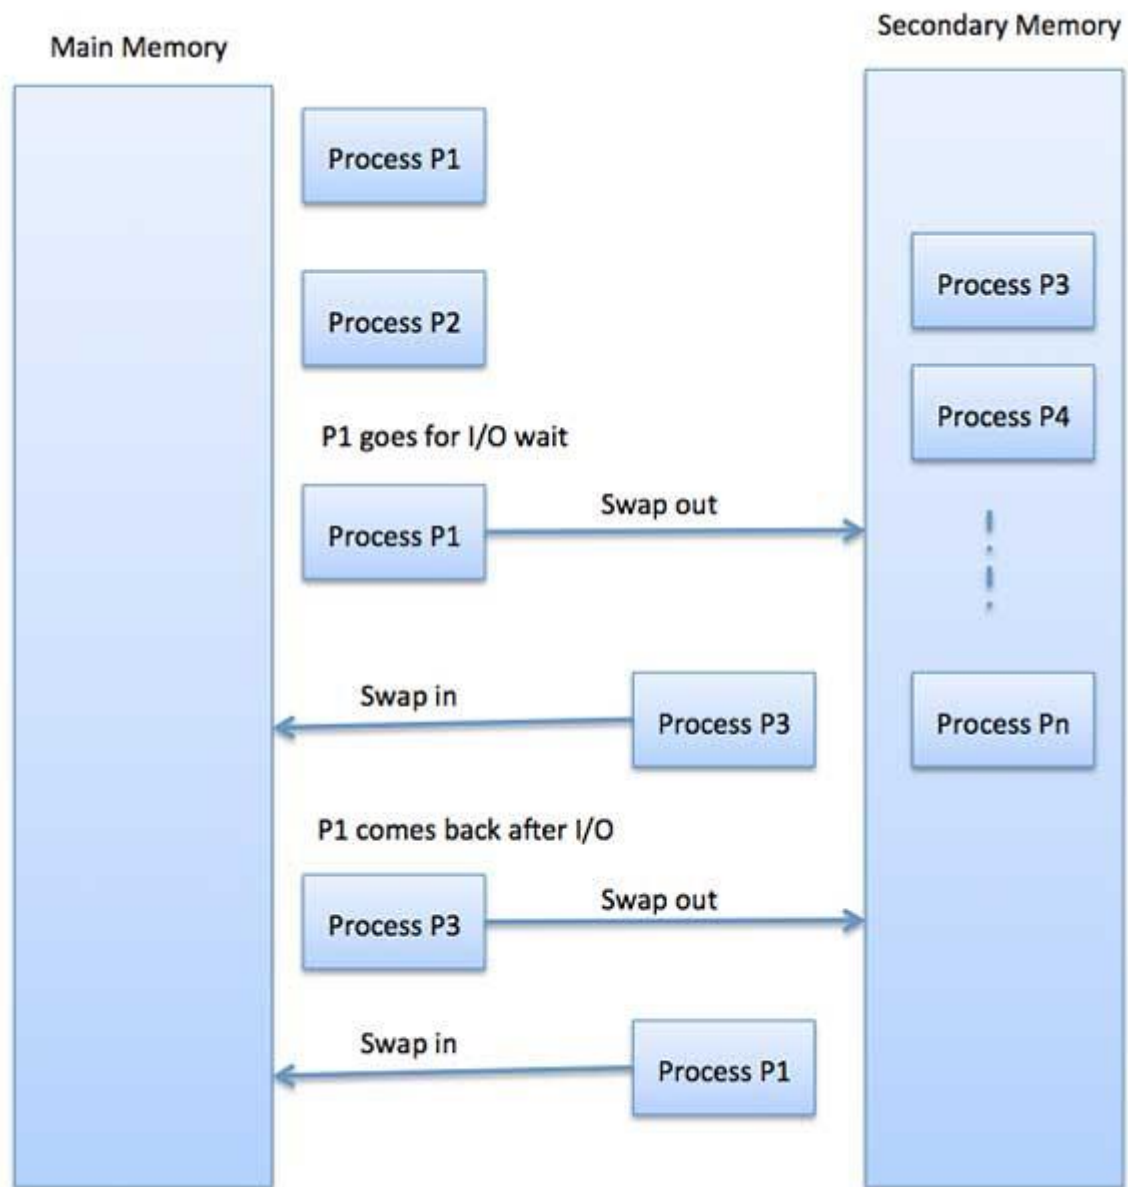 Main Memory
Secondary Memory
Process P1
Process P2
Process P3
Process P4
P1 goes for I/O wait
Process P1
Swap out
Swap in
Process P3
Process Pn
P1 comes back after I/O
Process P3
Swap out
Swap in
Process P1